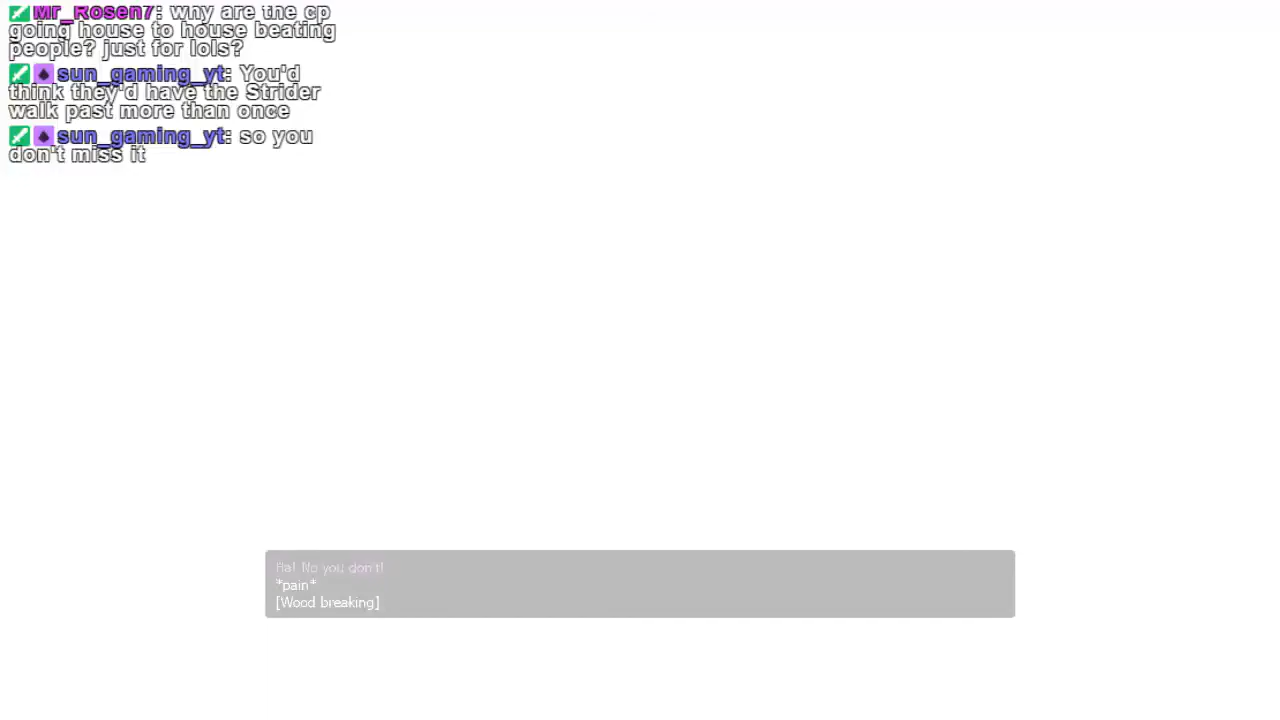 Mr_Rosen7: why are the cp
going house to house beating
people? just for lols?
sun_gaming_yt: You'd
think they'd have the Strider
walk past more than once
sun_gaming_yt: so you
don't miss it
Ha! No you don't!
*pain*
[Wood breaking]